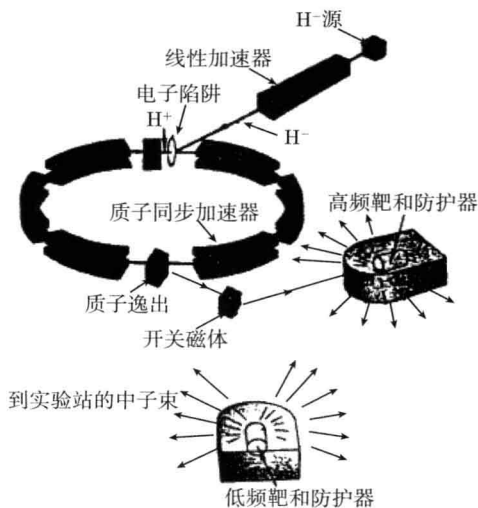 H⁻源
线性加速器
电子陷阱
H⁺
H⁻
质子同步加速器
高频靶和防护器
质子逸出
开关磁体
到实验站的中子束
低频靶和防护器